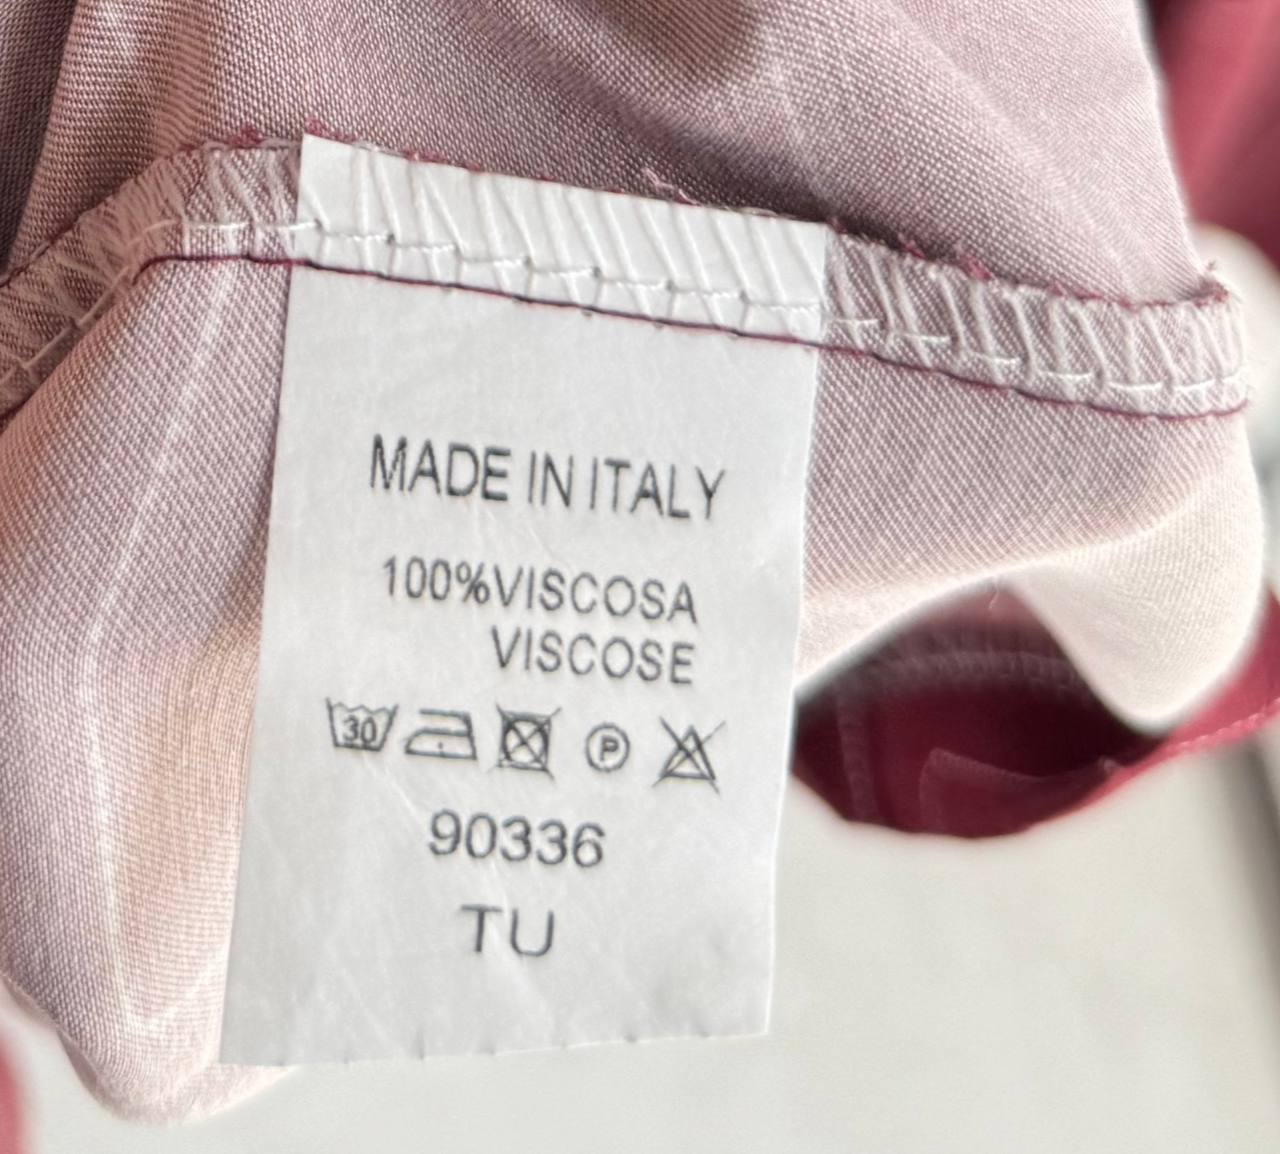 MADE IN ITALY
100%VISCOSA
VISCOSE
30 P
90336
TU